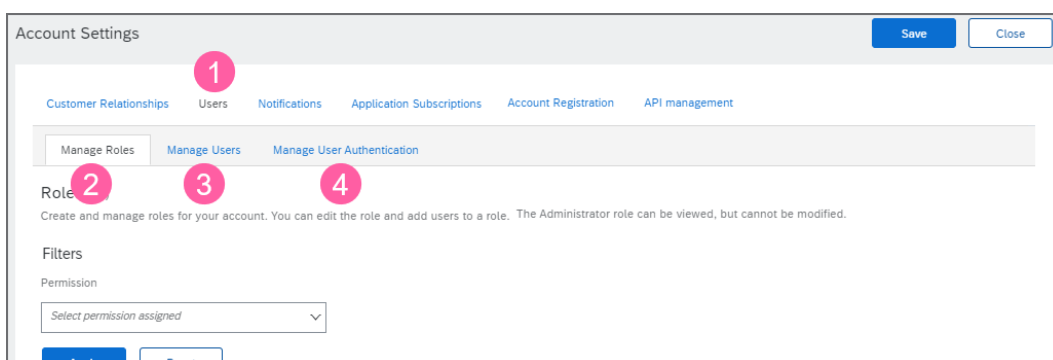 Account Settings
Save
Close
1
Customer Relationships
Users
Notifications
Application Subscriptions
Account Registration
API management
Manage Roles
Manage Users
Manage User Authentication
2
3
4
Create and manage roles for your account. You can edit the role and add users to a role. The Administrator role can be viewed, but cannot be modified.
Filters
Permission
Select permission assigned